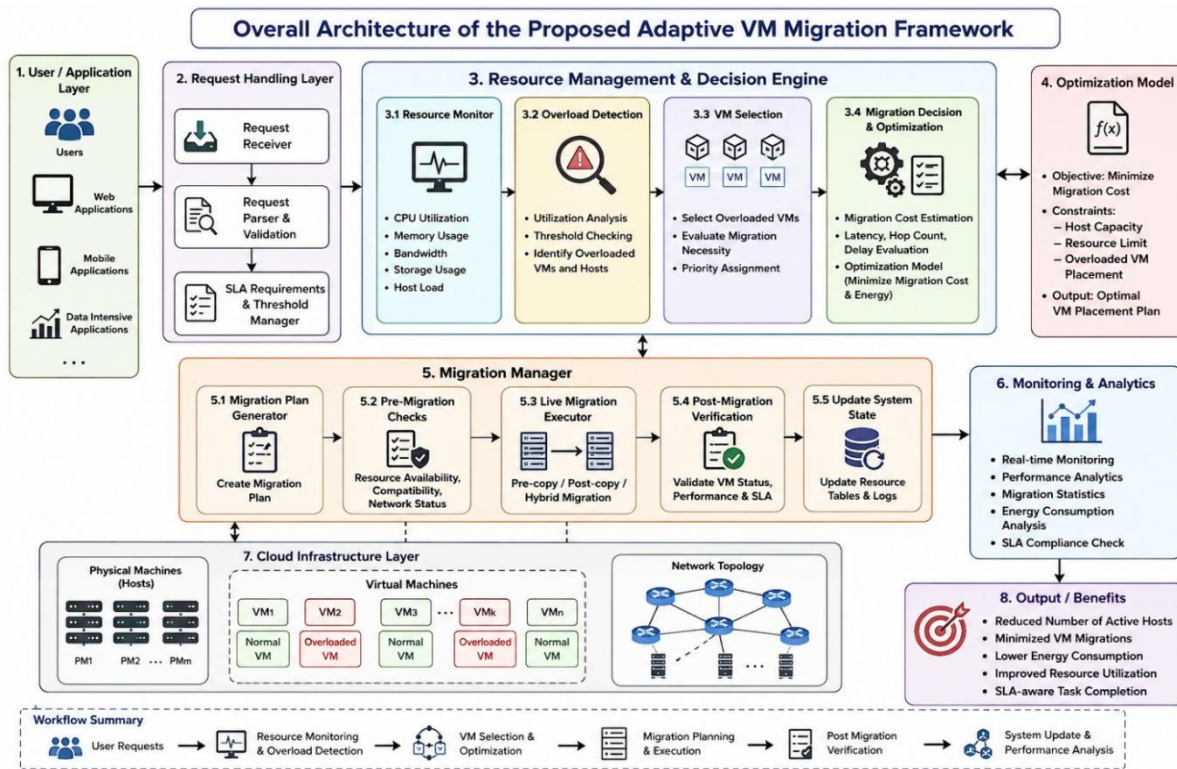 Overall Architecture of the Proposed Adaptive VM Migration Framework
1. User / Application
Layer
Users
Web
Applications
Mobile
Applications
Data Intensive
Applications
...
2. Request Handling Layer
Request
Receiver
Request
Parser &
Validation
SLA Requirements
& Threshold
Manager
3. Resource Management & Decision Engine
3.1 Resource Monitor
• CPU Utilization
• Memory Usage
• Bandwidth
• Storage Usage
• Host Load
3.2 Overload Detection
• Utilization Analysis
• Threshold Checking
• Identify Overloaded
VMs and Hosts
3.3 VM Selection
VM
VM
VM
• Select Overloaded VMs
• Evaluate Migration
Necessity
• Priority Assignment
3.4 Migration Decision
& Optimization
• Migration Cost Estimation
• Latency, Hop Count,
Delay Evaluation
• Optimization Model
(Minimize Migration Cost
& Energy)
4. Optimization Model
f(x)
• Objective: Minimize
Migration Cost
• Constraints:
– Host Capacity
– Resource Limit
– Overloaded VM
Placement
• Output: Optimal
VM Placement Plan
5. Migration Manager
5.1 Migration Plan
Generator
Create Migration
Plan
5.2 Pre-Migration
Checks
Resource Availability,
Compatibility,
Network Status
5.3 Live Migration
Executor
Pre-copy / Post-copy /
Hybrid Migration
5.4 Post-Migration
Verification
Validate VM Status,
Performance & SLA
5.5 Update System
State
Update Resource
Tables & Logs
6. Monitoring & Analytics
• Real-time Monitoring
• Performance Analytics
• Migration Statistics
• Energy Consumption
Analysis
• SLA Compliance Check
7. Cloud Infrastructure Layer
Physical Machines
(Hosts)
PM1 PM2 ... PMm
Virtual Machines
VM1 VM2 VM3 ... VMk VMn
Normal
VM
Overloaded
VM
Normal
VM
Overloaded
VM
Normal
VM
Network Topology
...
8. Output / Benefits
• Reduced Number of Active Hosts
• Minimized VM Migrations
• Lower Energy Consumption
• Improved Resource Utilization
• SLA-aware Task Completion
Workflow Summary
User Requests
Resource Monitoring
& Overload Detection
VM Selection &
Optimization
Migration Planning
& Execution
Post Migration
Verification
System Update &
Performance Analysis